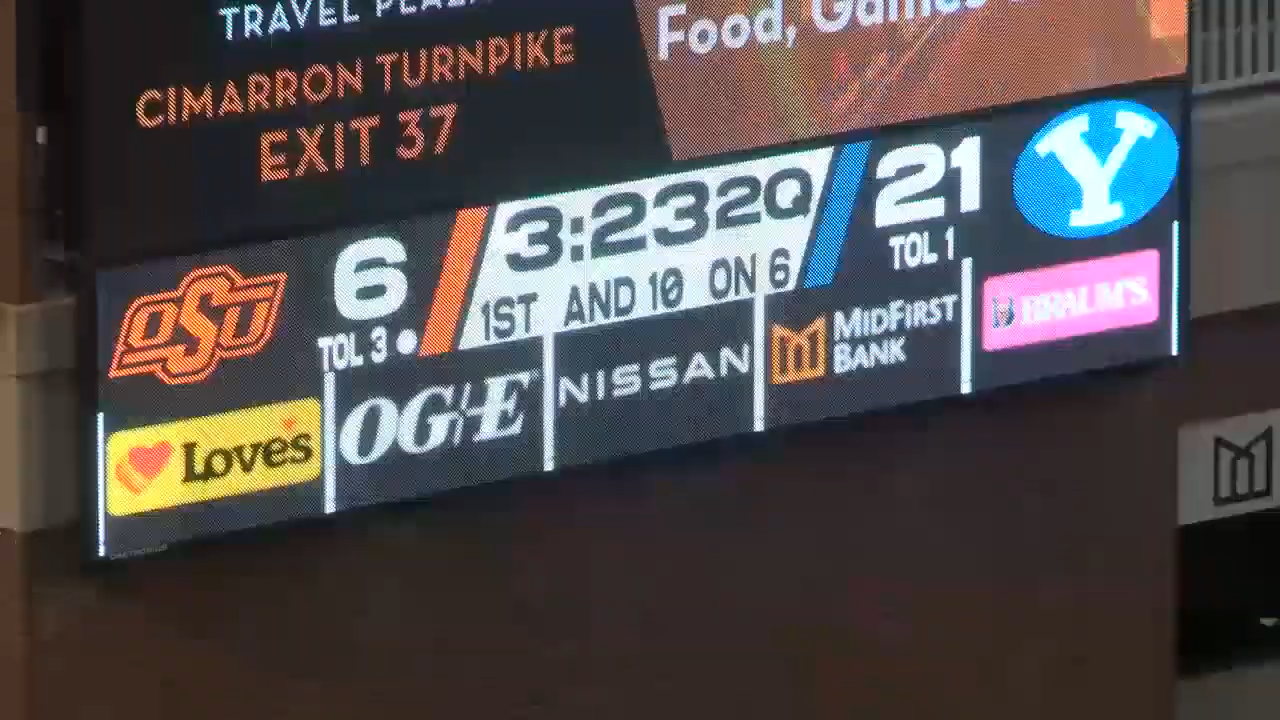 TRAVEL PLAZA
CIMARRON TURNPIKE
EXIT 37
Food, Games
OSU
6
TOL 3
3:23 2Q
1ST AND 10 ON 6
21
TOL 1
Y
Love's
OG+E
NISSAN
MIDFIRST
BANK
BRAUM'S